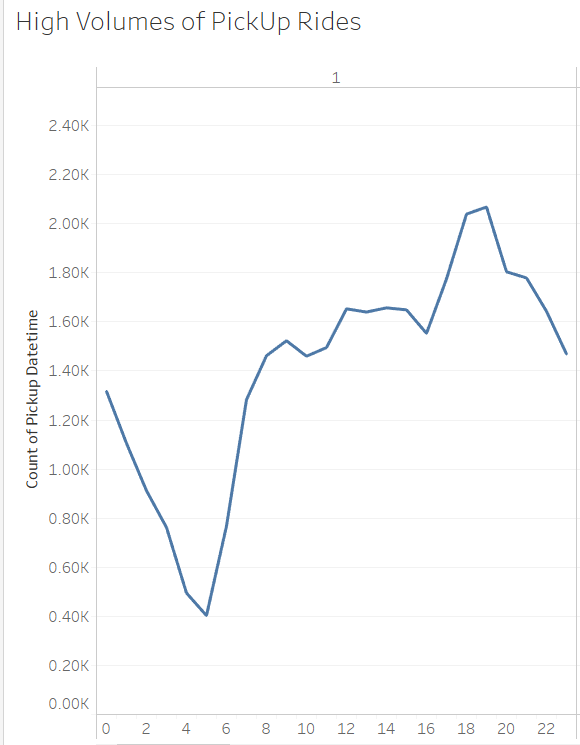 High Volumes of PickUp Rides
1
Count of Pickup Datetime
2.40K
2.20K
2.00K
1.80K
1.60K
1.40K
1.20K
1.00K
0.80K
0.60K
0.40K
0.20K
0.00K
0 2 4 6 8 10 12 14 16 18 20 22